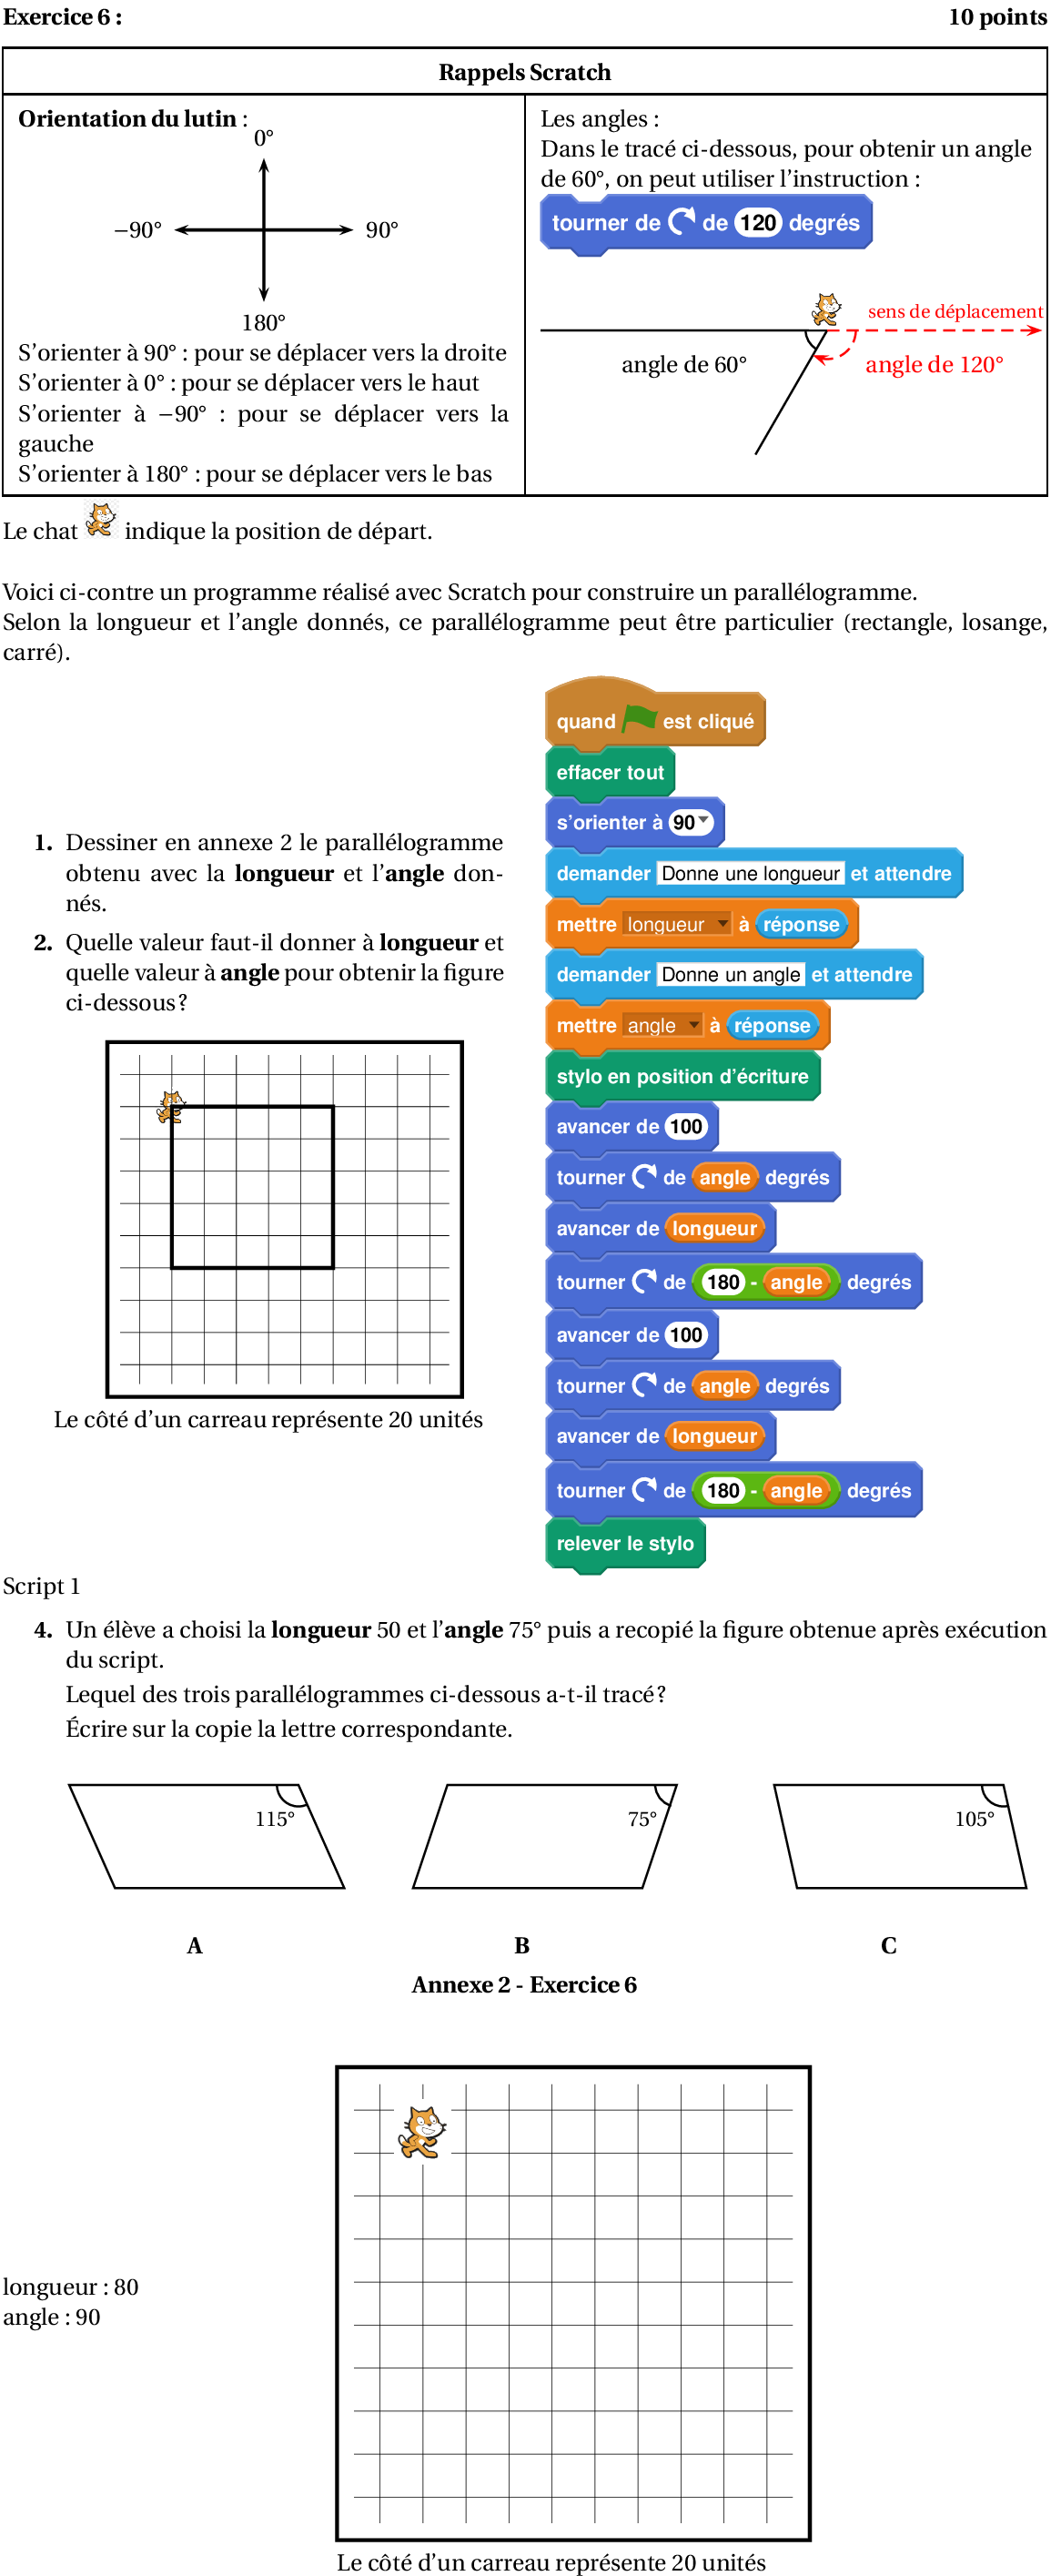 Exercice 6 : 10 points
Rappels Scratch
Orientation du lutin :
0°
−90° 90°
180°
S'orienter à 90° : pour se déplacer vers la droite
S'orienter à 0° : pour se déplacer vers le haut
S'orienter à −90° : pour se déplacer vers la
gauche
S'orienter à 180° : pour se déplacer vers le bas
Les angles :
Dans le tracé ci-dessous, pour obtenir un angle
de 60°, on peut utiliser l'instruction :
tourner de de 120 degrés
sens de déplacement
angle de 60° angle de 120°
Le chat indique la position de départ.
Voici ci-contre un programme réalisé avec Scratch pour construire un parallélogramme.
Selon la longueur et l'angle donnés, ce parallélogramme peut être particulier (rectangle, losange,
carré).
1. Dessiner en annexe 2 le parallélogramme
obtenu avec la longueur et l'angle don-
nés.
2. Quelle valeur faut-il donner à longueur et
quelle valeur à angle pour obtenir la figure
ci-dessous ?
Le côté d'un carreau représente 20 unités
quand est cliqué
effacer tout
s'orienter à 90
demander Donne une longueur et attendre
mettre longueur à réponse
demander Donne un angle et attendre
mettre angle à réponse
stylo en position d'écriture
avancer de 100
tourner de angle degrés
avancer de longueur
tourner de 180 - angle degrés
avancer de 100
tourner de angle degrés
avancer de longueur
tourner de 180 - angle degrés
relever le stylo
Script 1
4. Un élève a choisi la longueur 50 et l'angle 75° puis a recopié la figure obtenue après exécution
du script.
Lequel des trois parallélogrammes ci-dessous a-t-il tracé ?
Écrire sur la copie la lettre correspondante.
115° 75° 105°
A B C
Annexe 2 - Exercice 6
longueur : 80
angle : 90
Le côté d'un carreau représente 20 unités